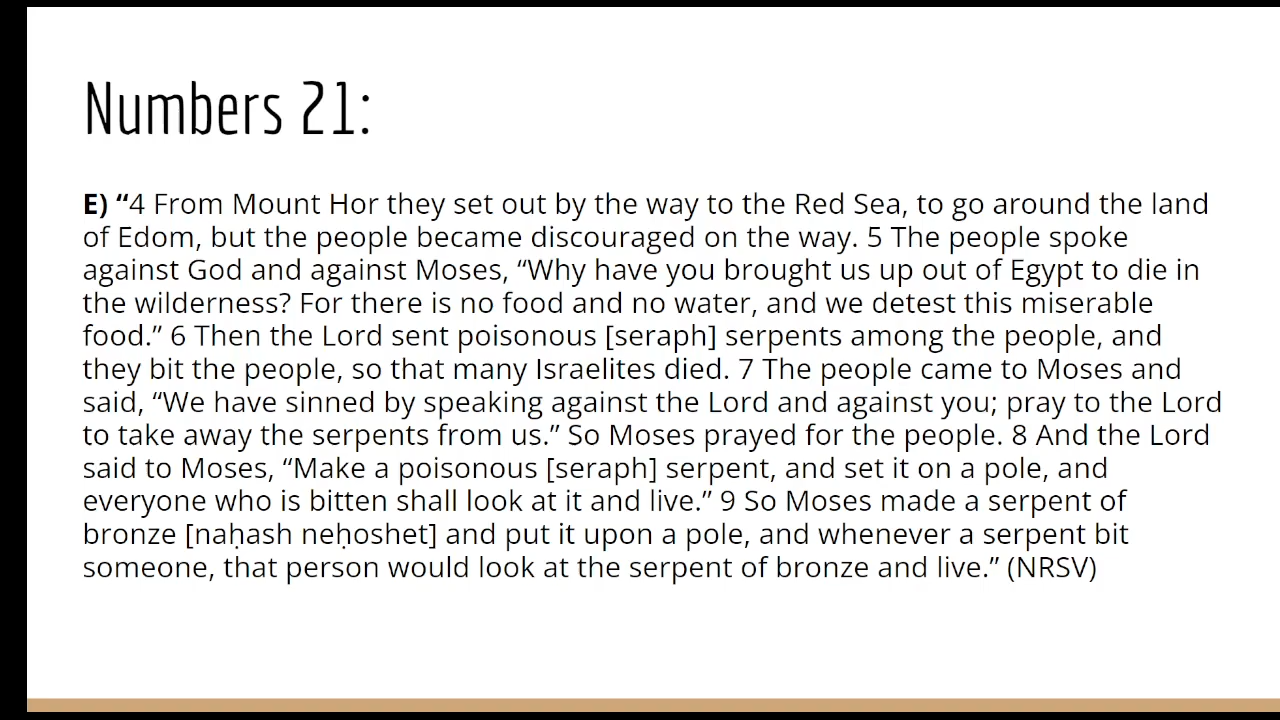 Numbers 21:
E) “4 From Mount Hor they set out by the way to the Red Sea, to go around the land
of Edom, but the people became discouraged on the way. 5 The people spoke
against God and against Moses, “Why have you brought us up out of Egypt to die in
the wilderness? For there is no food and no water, and we detest this miserable
food.” 6 Then the Lord sent poisonous [seraph] serpents among the people, and
they bit the people, so that many Israelites died. 7 The people came to Moses and
said, “We have sinned by speaking against the Lord and against you; pray to the Lord
to take away the serpents from us.” So Moses prayed for the people. 8 And the Lord
said to Moses, “Make a poisonous [seraph] serpent, and set it on a pole, and
everyone who is bitten shall look at it and live.” 9 So Moses made a serpent of
bronze [naḥash neḥoshet] and put it upon a pole, and whenever a serpent bit
someone, that person would look at the serpent of bronze and live.” (NRSV)